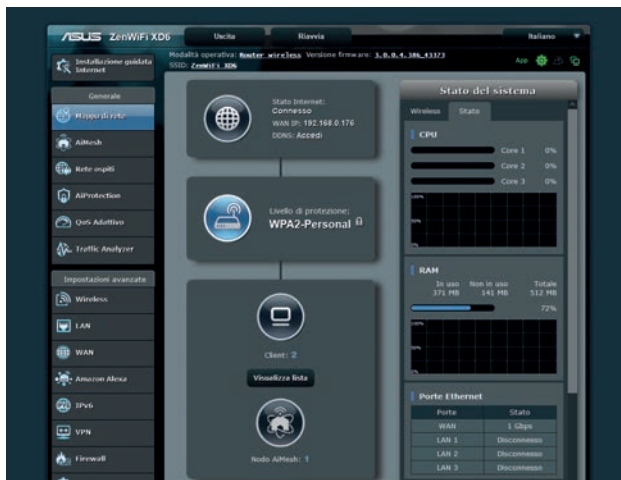 ASUS ZenWiFi XD6
Uscita
Riavvia
Italiano
Modalità operativa: Router wireless Versione firmware: 3.0.0.4.386_43373
SSID: ZenWiFi XD6
App
Installazione guidata
Internet
Generale
Mappa di rete
AiMesh
Rete ospiti
AiProtection
QoS Adattivo
Traffic Analyzer
Impostazioni avanzate
Wireless
LAN
WAN
Amazon Alexa
IPv6
VPN
Firewall
Stato Internet:
Connesso
WAN IP: 192.168.0.176
DDNS: Accedi
Livello di protezione:
WPA2-Personal
Client: 2
Visualizza lista
Nodo AiMesh: 1
Stato del sistema
Wireless
Stato
CPU
Core 1 0%
Core 2 0%
Core 3 0%
100%
50%
0%
RAM
In uso Non in uso Totale
371 MB 141 MB 512 MB
72%
100%
50%
0%
Porte Ethernet
Porte Stato
WAN 1 Gbps
LAN 1 Disconnesso
LAN 2 Disconnesso
LAN 3 Disconnesso